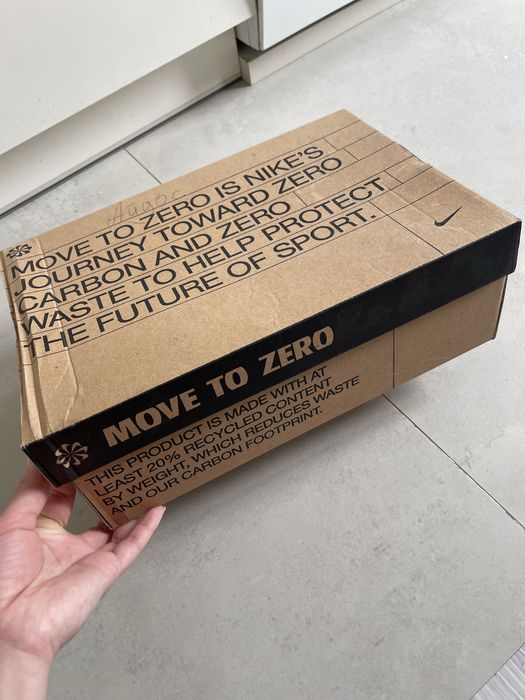 MOVE TO ZERO IS NIKE'S
JOURNEY TOWARD ZERO
CARBON AND ZERO
WASTE TO HELP PROTECT
THE FUTURE OF SPORT.
MOVE TO ZERO
THIS PRODUCT IS MADE WITH AT
LEAST 20% RECYCLED CONTENT
BY WEIGHT, WHICH REDUCES WASTE
AND OUR CARBON FOOTPRINT.